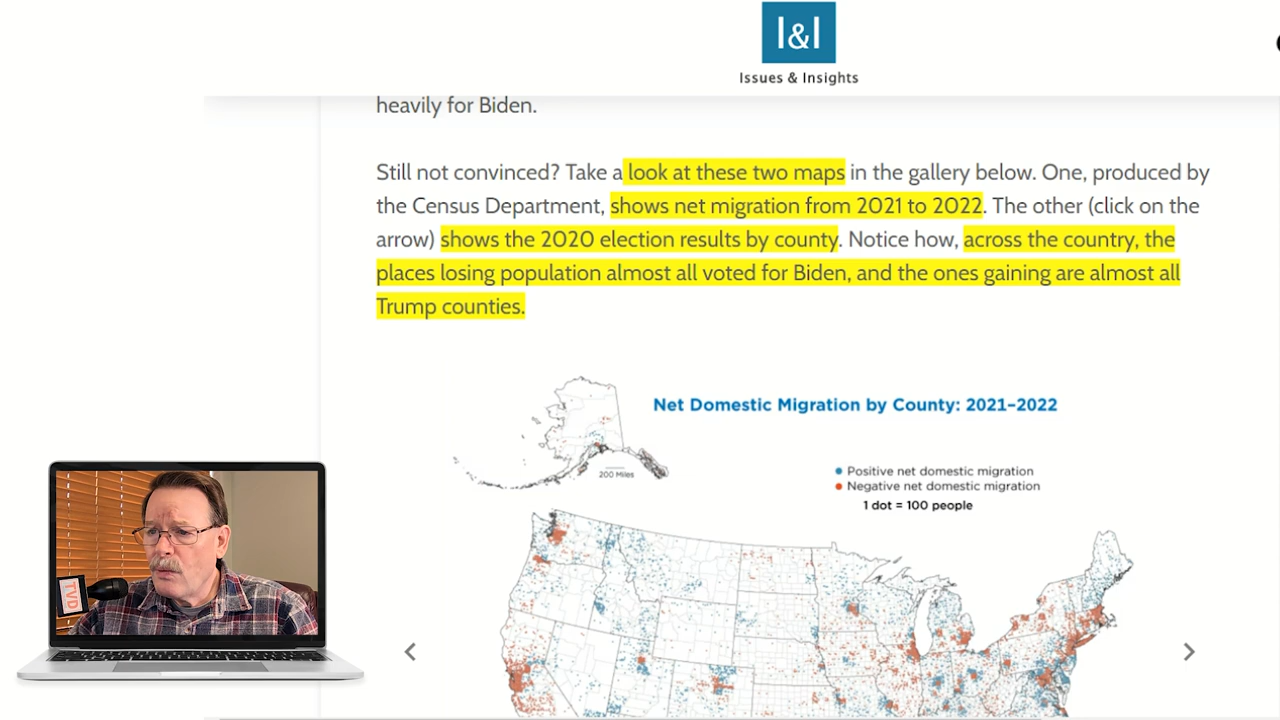 I&I
Issues & Insights
heavily for Biden.
Still not convinced? Take a look at these two maps in the gallery below. One, produced by
the Census Department, shows net migration from 2021 to 2022. The other (click on the
arrow) shows the 2020 election results by county. Notice how, across the country, the
places losing population almost all voted for Biden, and the ones gaining are almost all
Trump counties.
Net Domestic Migration by County: 2021–2022
200 Miles
Positive net domestic migration
Negative net domestic migration
1 dot = 100 people
TVD